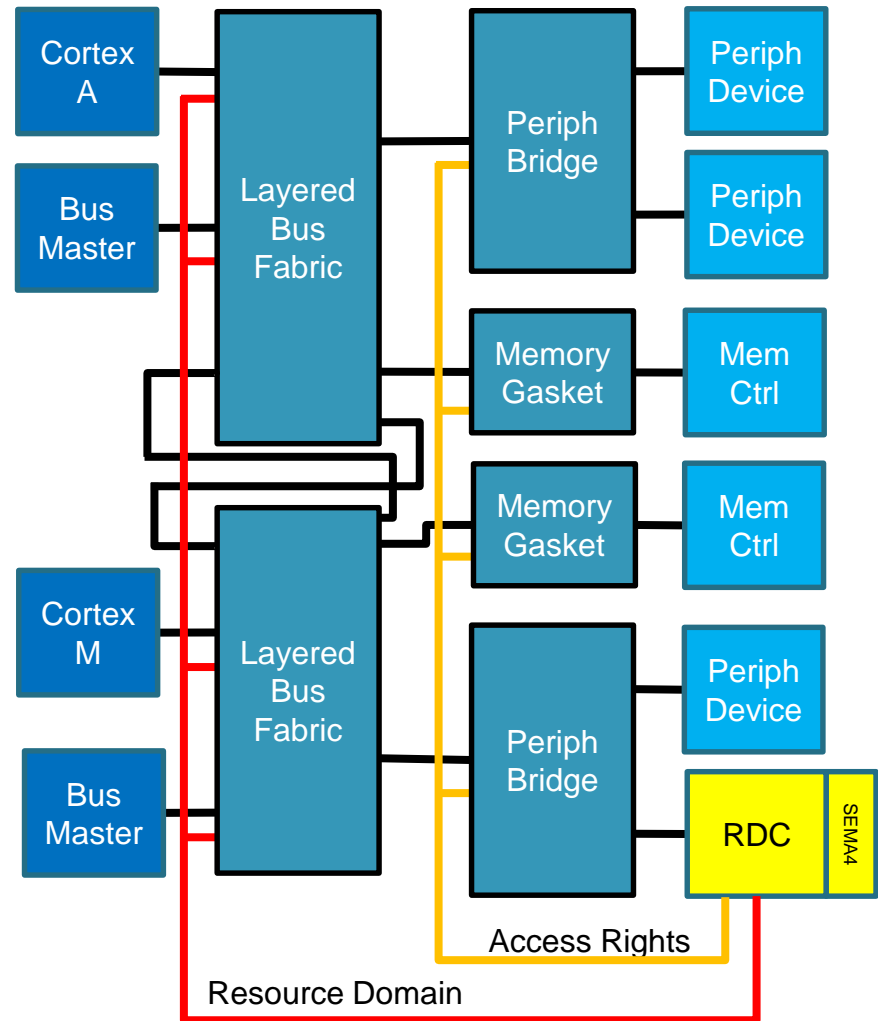 Cortex
A
Bus
Master
Layered
Bus
Fabric
Periph
Bridge
Periph
Device
Periph
Device
Memory
Gasket
Mem
Ctrl
Memory
Gasket
Mem
Ctrl
Cortex
M
Layered
Bus
Fabric
Bus
Master
Periph
Bridge
Periph
Device
RDC
SEMA4
Access Rights
Resource Domain